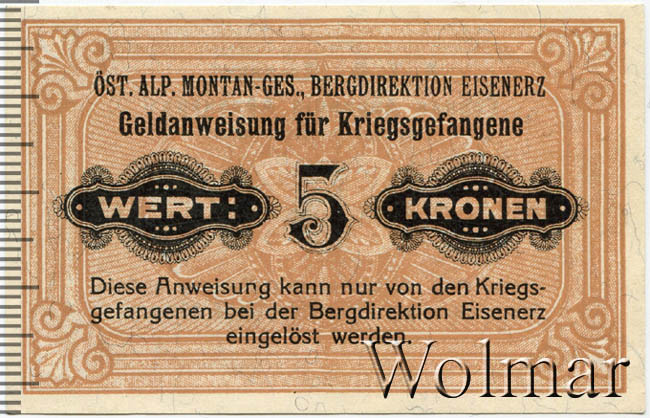 ÖST. ALP. MONTAN-GES., BERGDIREKTION EISENERZ
Geldanweisung für Kriegsgefangene
WERT: 5 KRONEN
Diese Anweisung kann nur von den Kriegs-
gefangenen bei der Bergdirektion Eisenerz
eingelöst werden.
Wolmar